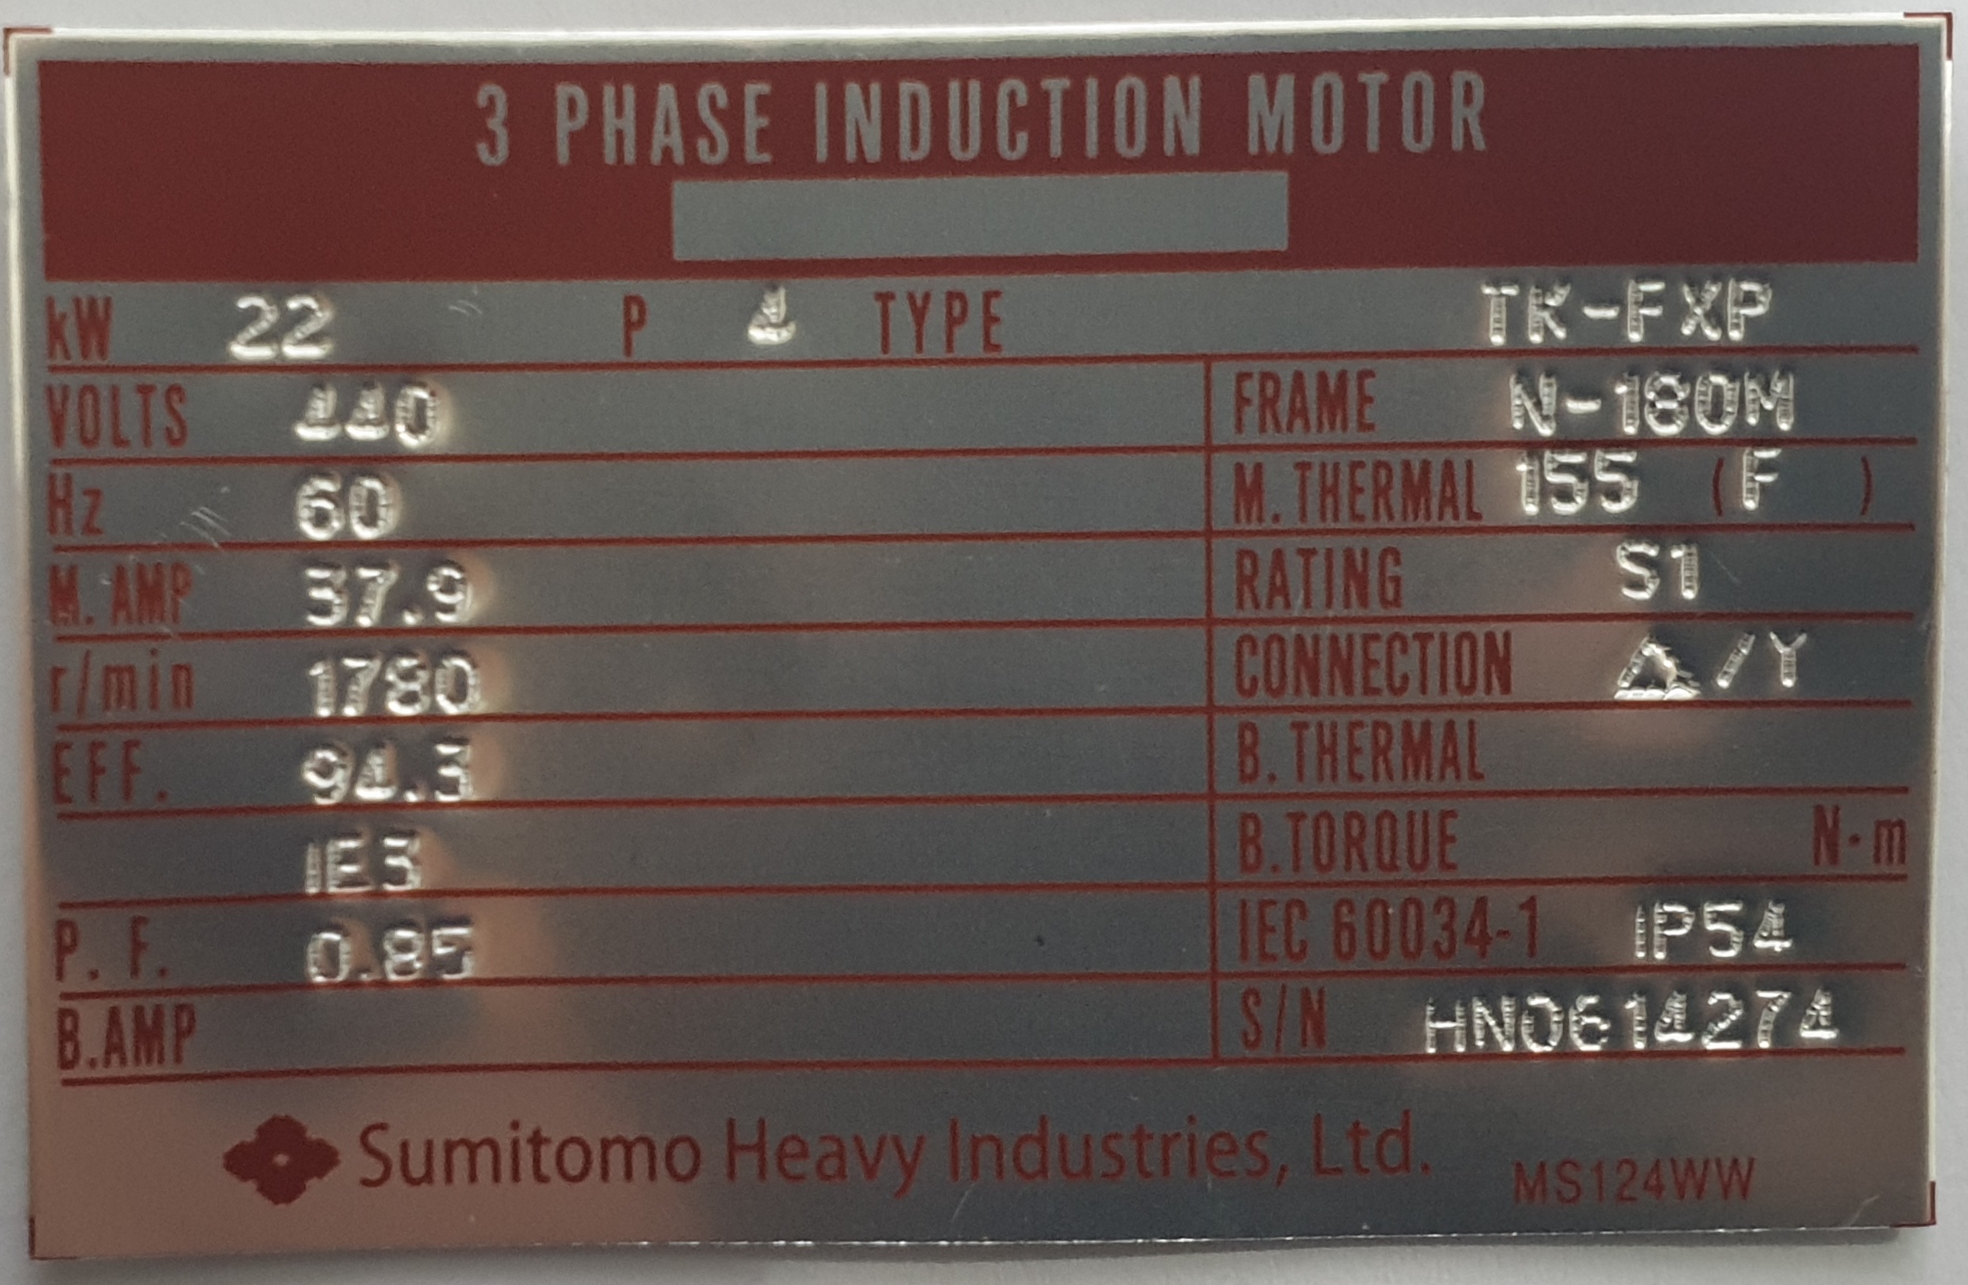 3 PHASE INDUCTION MOTOR
kW 22 P 4 TYPE TK-FXP
VOLTS 440 FRAME N-180M
Hz 60 M. THERMAL 155 ( F )
M. AMP 37.9 RATING S1
r/min 1780 CONNECTION Δ/Y
EFF. 94.3 B. THERMAL
IE3 B.TORQUE N·m
P. F. 0.85 IEC 60034-1 IP54
B.AMP S/N HN0614274
Sumitomo Heavy Industries, Ltd. MS124WW